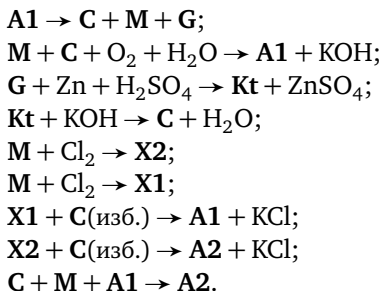 A1 → C + M + G;
M + C + O₂ + H₂O → A1 + KOH;
G + Zn + H₂SO₄ → Kt + ZnSO₄;
Kt + KOH → C + H₂O;
M + Cl₂ → X2;
M + Cl₂ → X1;
X1 + C(изб.) → A1 + KCl;
X2 + C(изб.) → A2 + KCl;
C + M + A1 → A2.